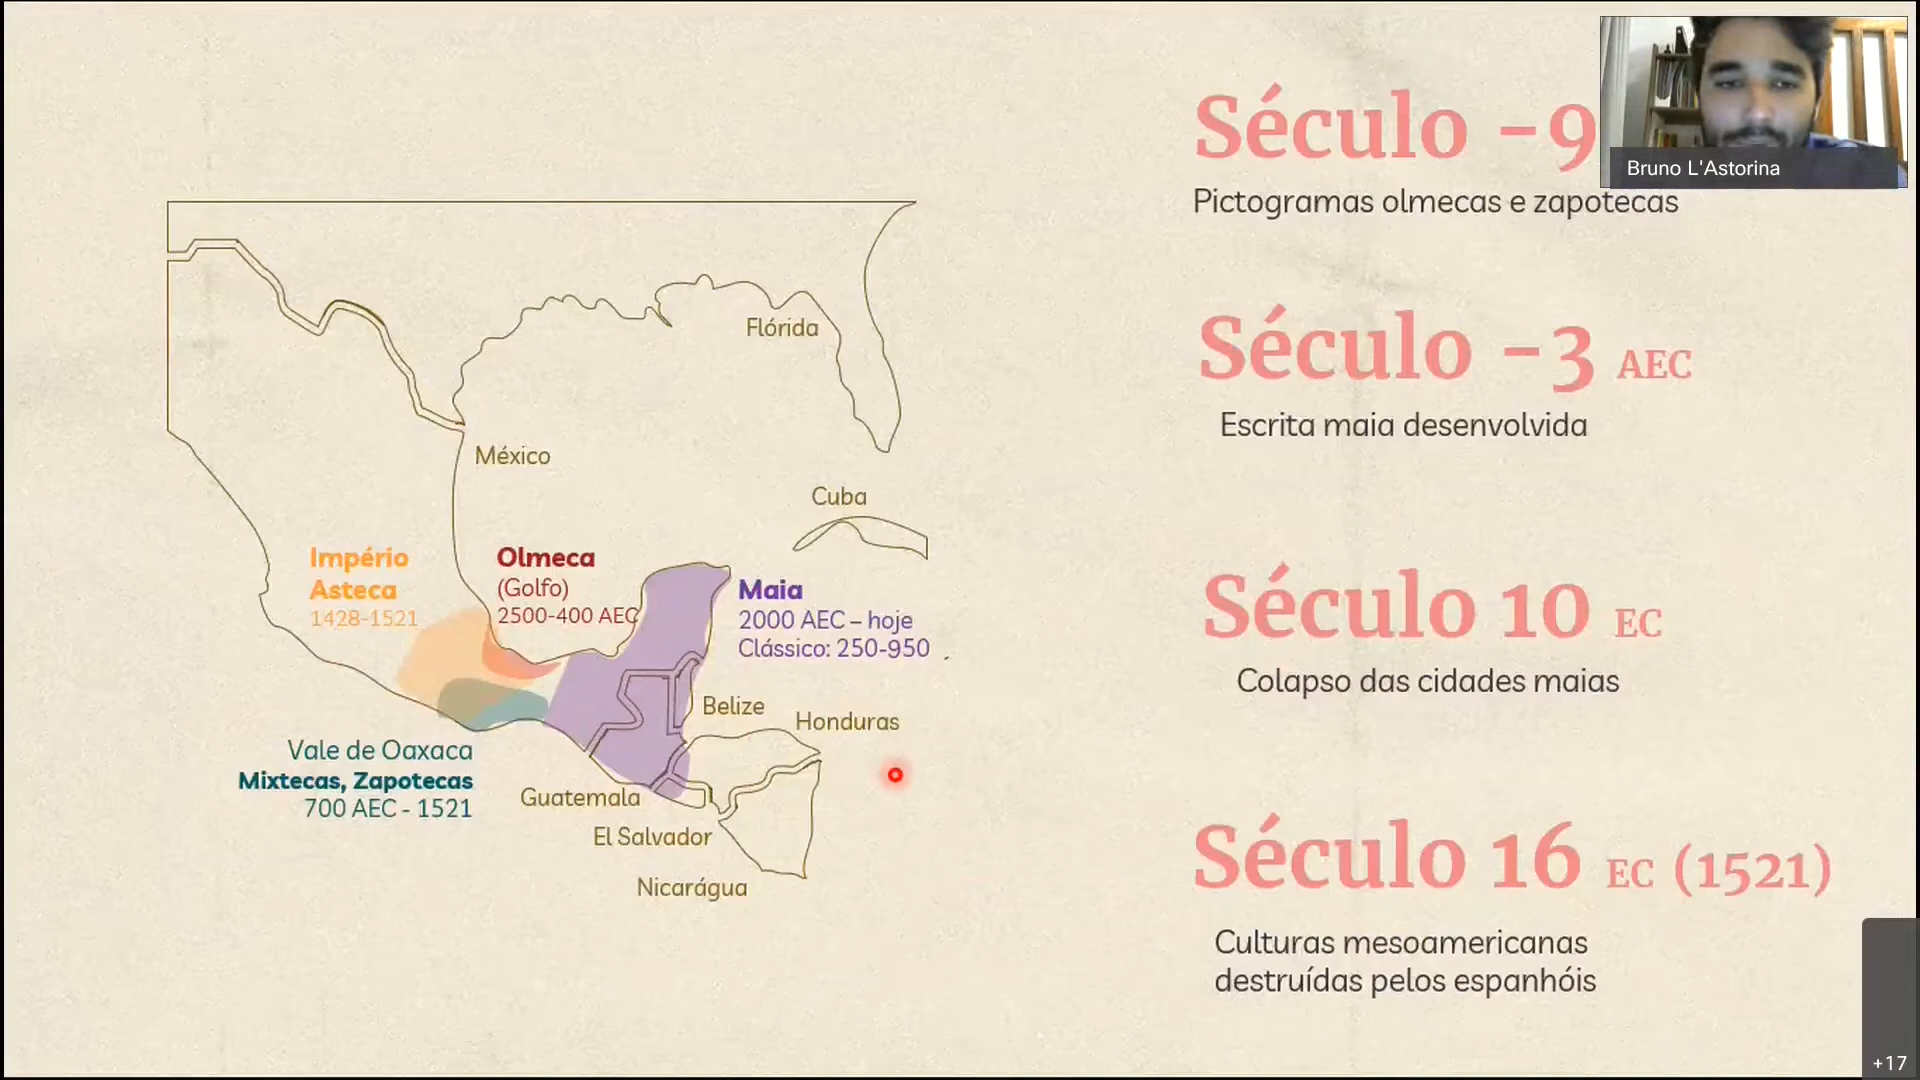 Século -9
Bruno L'Astorina
Pictogramas olmecas e zapotecas
Século -3 AEC
Escrita maia desenvolvida
Século 10 EC
Colapso das cidades maias
Século 16 EC (1521)
Culturas mesoamericanas
destruídas pelos espanhóis
Flórida
México
Cuba
Império
Asteca
1428-1521
Olmeca
(Golfo)
2500-400 AEC
Maia
2000 AEC – hoje
Clássico: 250-950
Belize
Honduras
Vale de Oaxaca
Mixtecas, Zapotecas
700 AEC - 1521
Guatemala
El Salvador
Nicarágua
+17